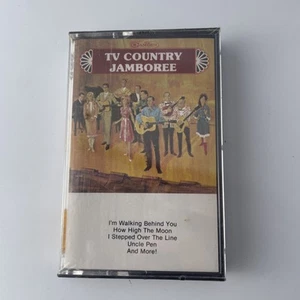 TV COUNTRY
JAMBOREE
I'm Walking Behind You
How High The Moon
I Stepped Over The Line
Uncle Pen
And More!